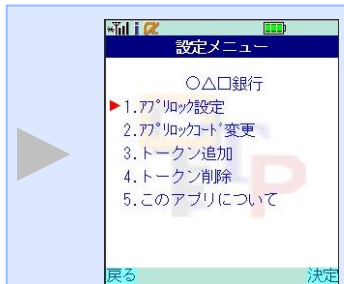 設定メニュー
○△□銀行
1.ｱﾌﾟﾘﾛｯｸ設定
2.ｱﾌﾟﾘﾛｯｸｺｰﾄﾞ変更
3.トークン追加
4.トークン削除
5.このアプリについて
戻る 決定